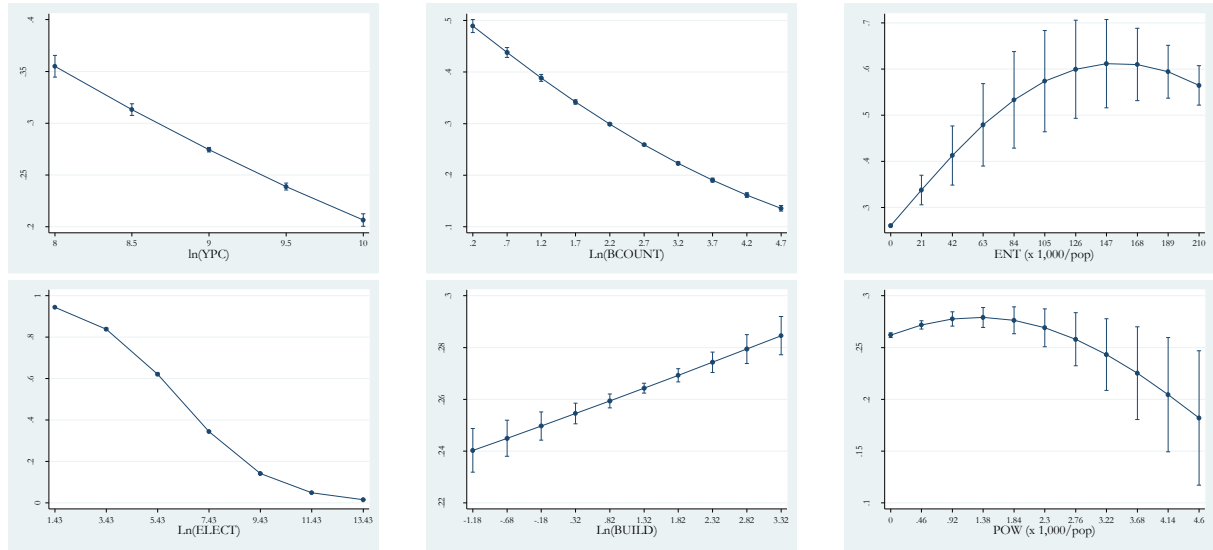 .4
.35
.3
.25
.2
8 8.5 9 9.5 10
ln(YPC)
.5
.4
.3
.2
.1
.2 .7 1.2 1.7 2.2 2.7 3.2 3.7 4.2 4.7
Ln(BCOUNT)
.7
.6
.5
.4
.3
0 21 42 63 84 105 126 147 168 189 210
ENT (x 1,000/pop)
1
.8
.6
.4
.2
0
1.43 3.43 5.43 7.43 9.43 11.43 13.43
Ln(ELECT)
.3
.28
.26
.24
.22
-1.18 -.68 -.18 .32 .82 1.32 1.82 2.32 2.82 3.32
Ln(BUILD)
.3
.25
.2
.15
.1
0 .46 .92 1.38 1.84 2.3 2.76 3.22 3.68 4.14 4.6
POW (x 1,000/pop)